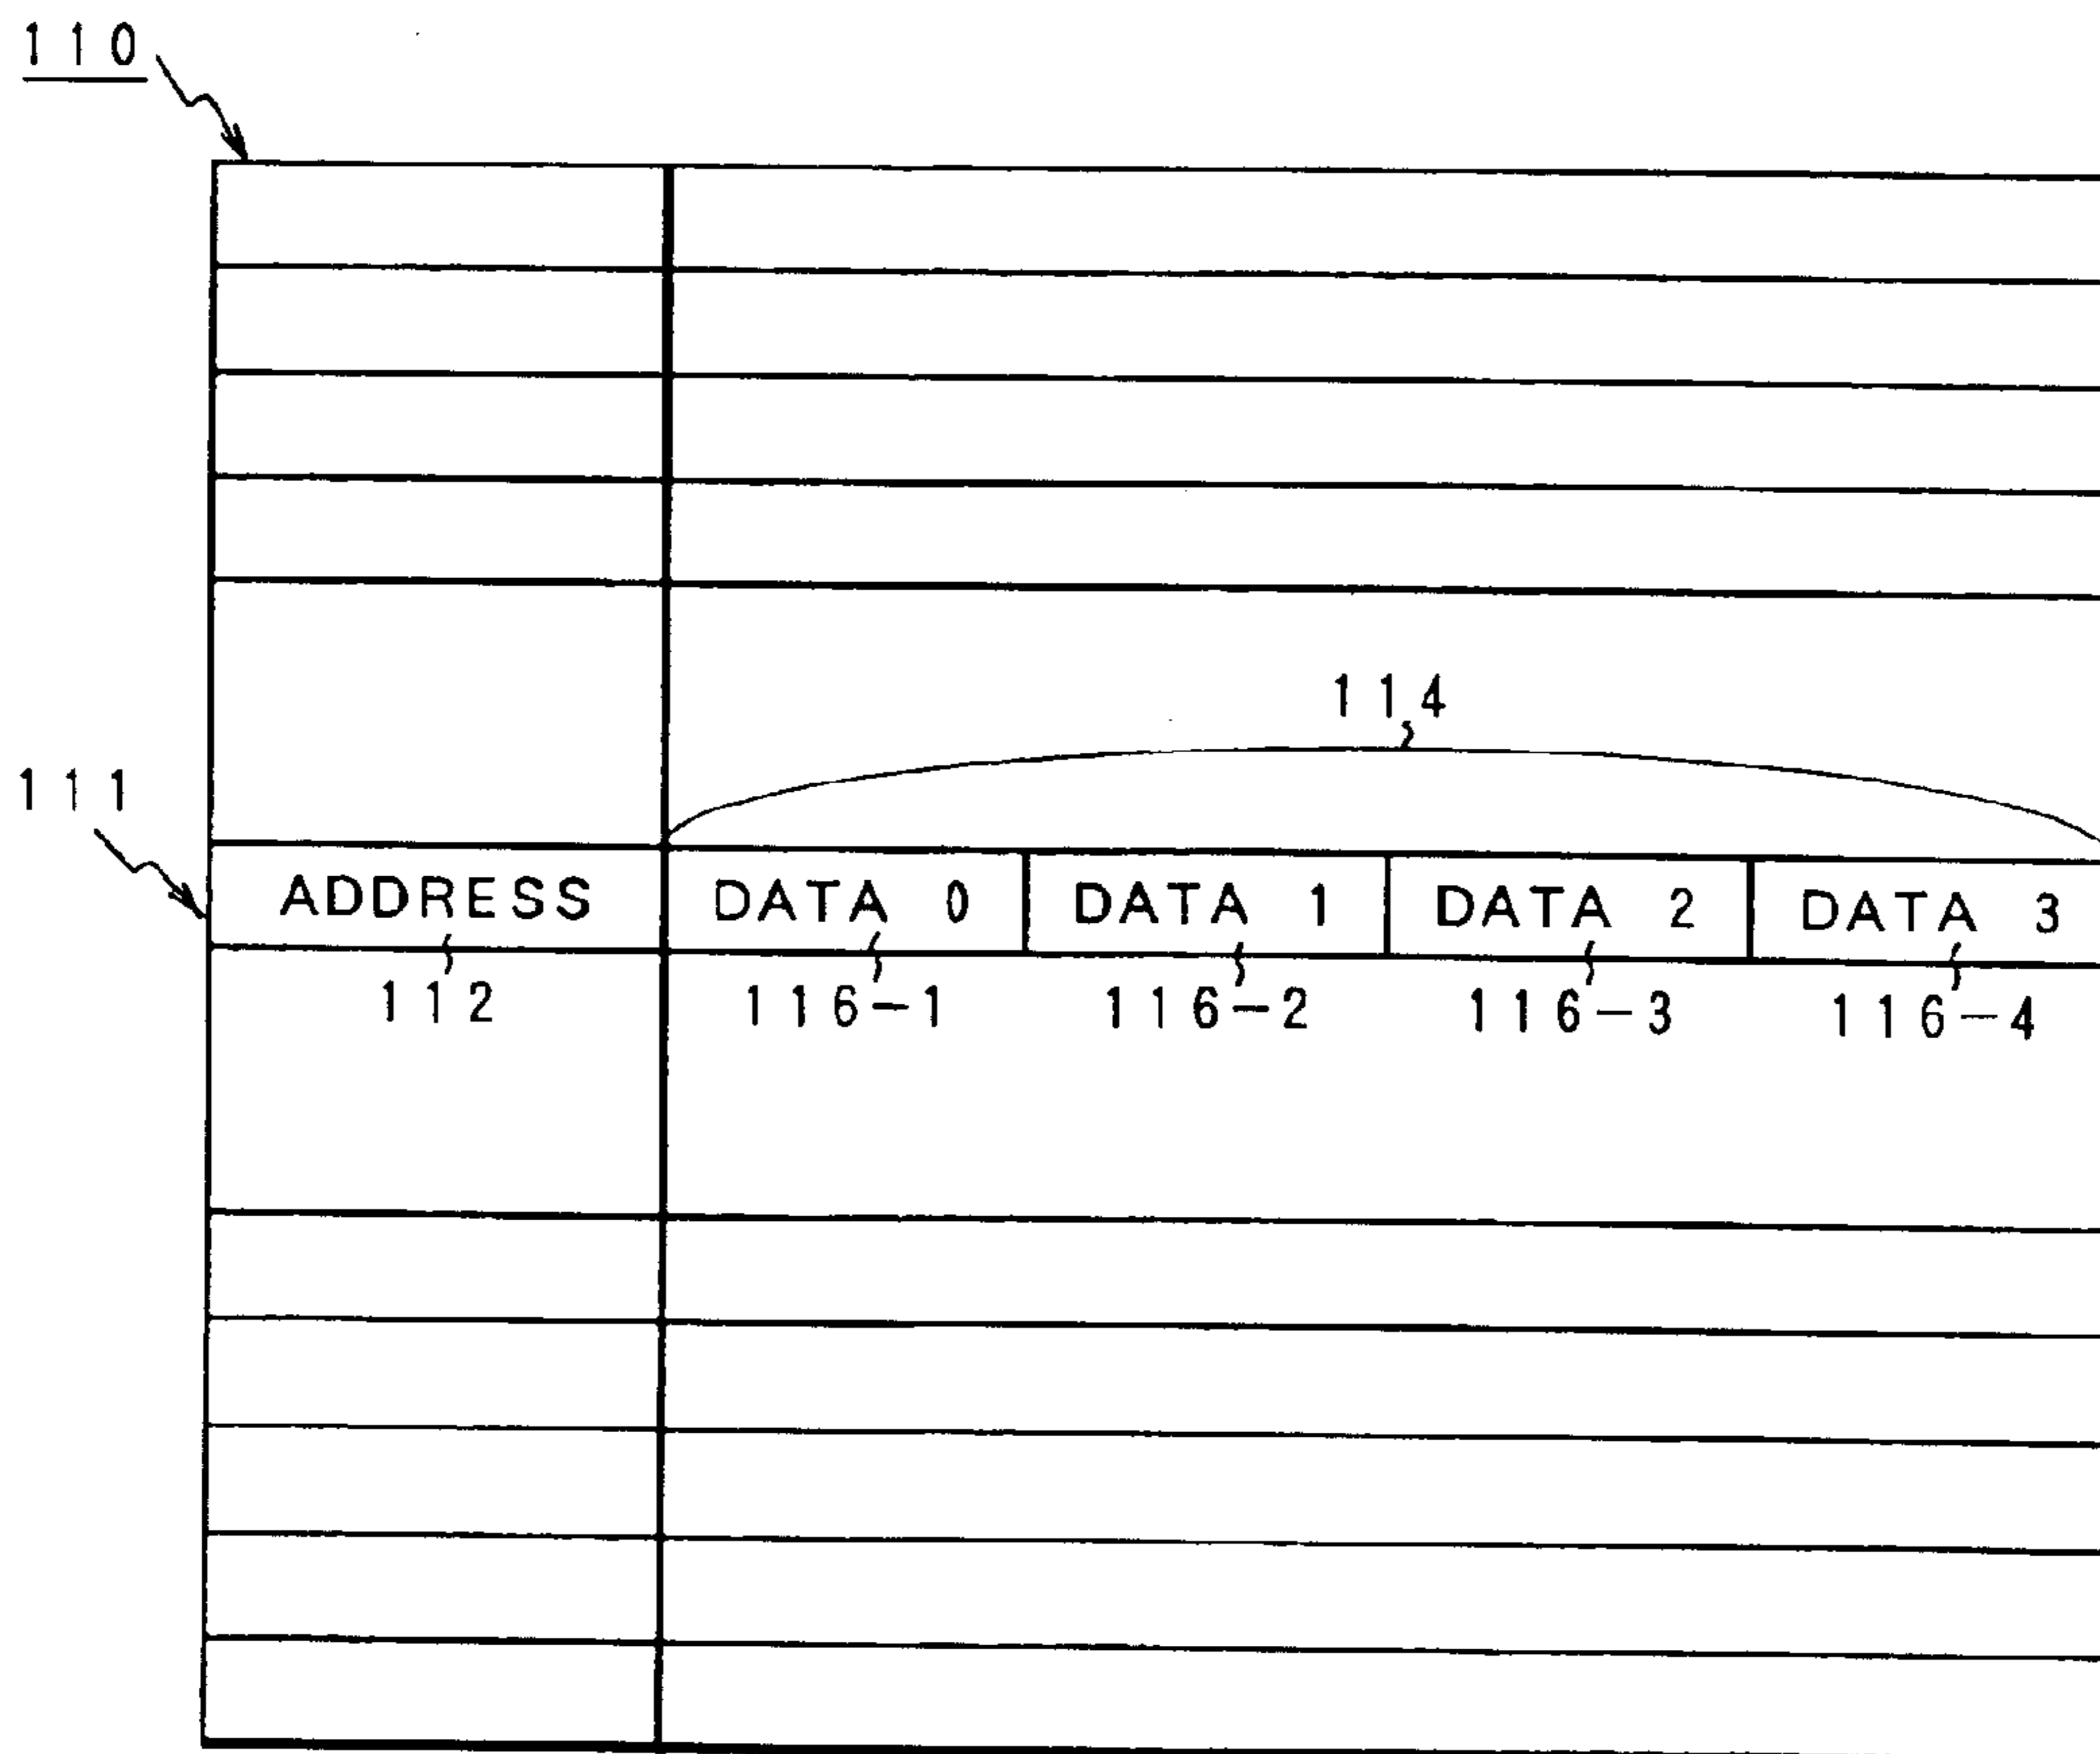 110
114
111
ADDRESS DATA 0 DATA 1 DATA 2 DATA 3
112 116-1 116-2 116-3 116-4